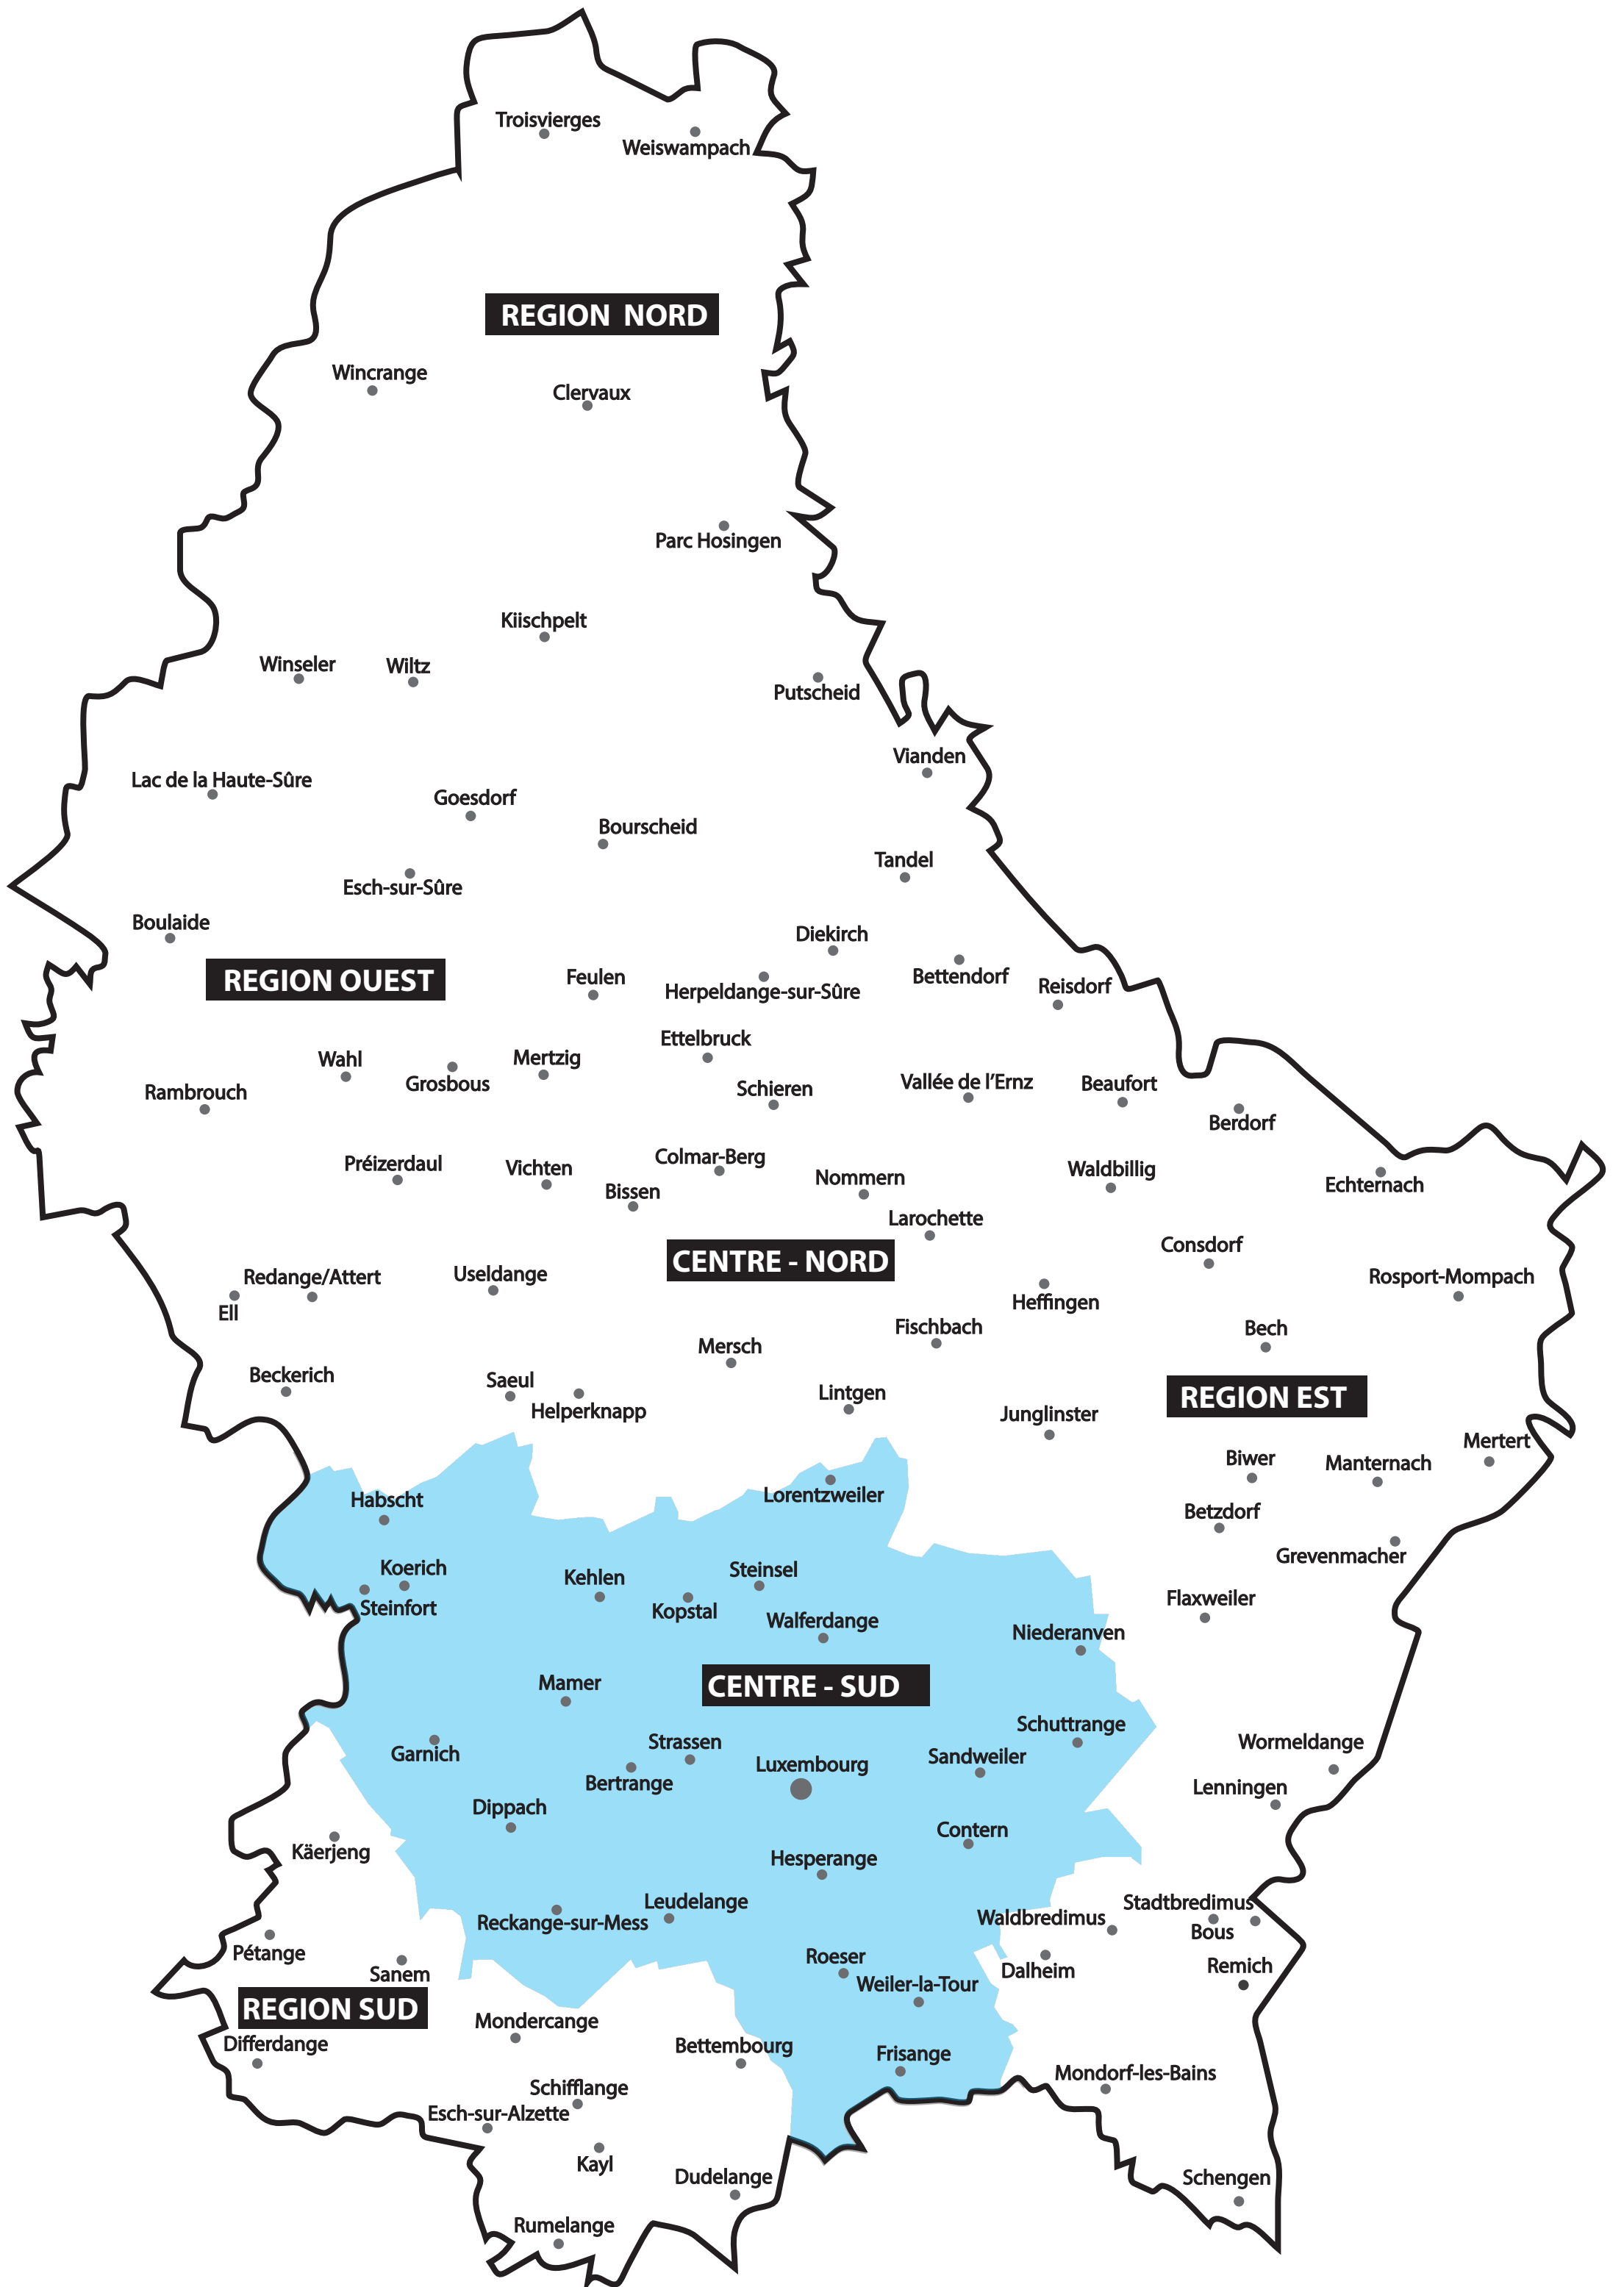 Troisvierges
Weiswampach
REGION NORD
Wincrange
Clervaux
Parc Hosingen
Kiischpelt
Winseler
Wiltz
Putscheid
Vianden
Lac de la Haute-Sûre
Goesdorf
Bourscheid
Tandel
Esch-sur-Sûre
Boulaide
Diekirch
REGION OUEST
Feulen
Herpeldange-sur-Sûre
Bettendorf
Reisdorf
Ettelbruck
Wahl
Grosbous
Mertzig
Rambrouch
Schieren
Vallée de l'Ernz
Beaufort
Berdorf
Préizerdaul
Vichten
Colmar-Berg
Bissen
Nommern
Waldbillig
Echternach
Larochette
Consdorf
CENTRE - NORD
Redange/Attert
Useldange
Rosport-Mompach
Ell
Heffingen
Fischbach
Bech
Mersch
Beckerich
Saeul
Helperknapp
Lintgen
REGION EST
Junglinster
Mertert
Biwer
Manternach
Habscht
Lorentzweiler
Betzdorf
Grevenmacher
Koerich
Steinfort
Kehlen
Steinsel
Kopstal
Walferdange
Flaxweiler
Niederanven
Mamer
CENTRE - SUD
Garnich
Strassen
Schuttrange
Wormeldange
Bertrange
Luxembourg
Sandweiler
Lenningen
Dippach
Contern
Käerjeng
Hesperange
Reckange-sur-Mess
Leudelange
Waldbredimus
Stadtbredimus
Bous
Pétange
Sanem
Roeser
Dalheim
Remich
Weiler-la-Tour
REGION SUD
Mondercange
Differdange
Bettembourg
Frisange
Mondorf-les-Bains
Schifflange
Esch-sur-Alzette
Kayl
Dudelange
Schengen
Rumelange